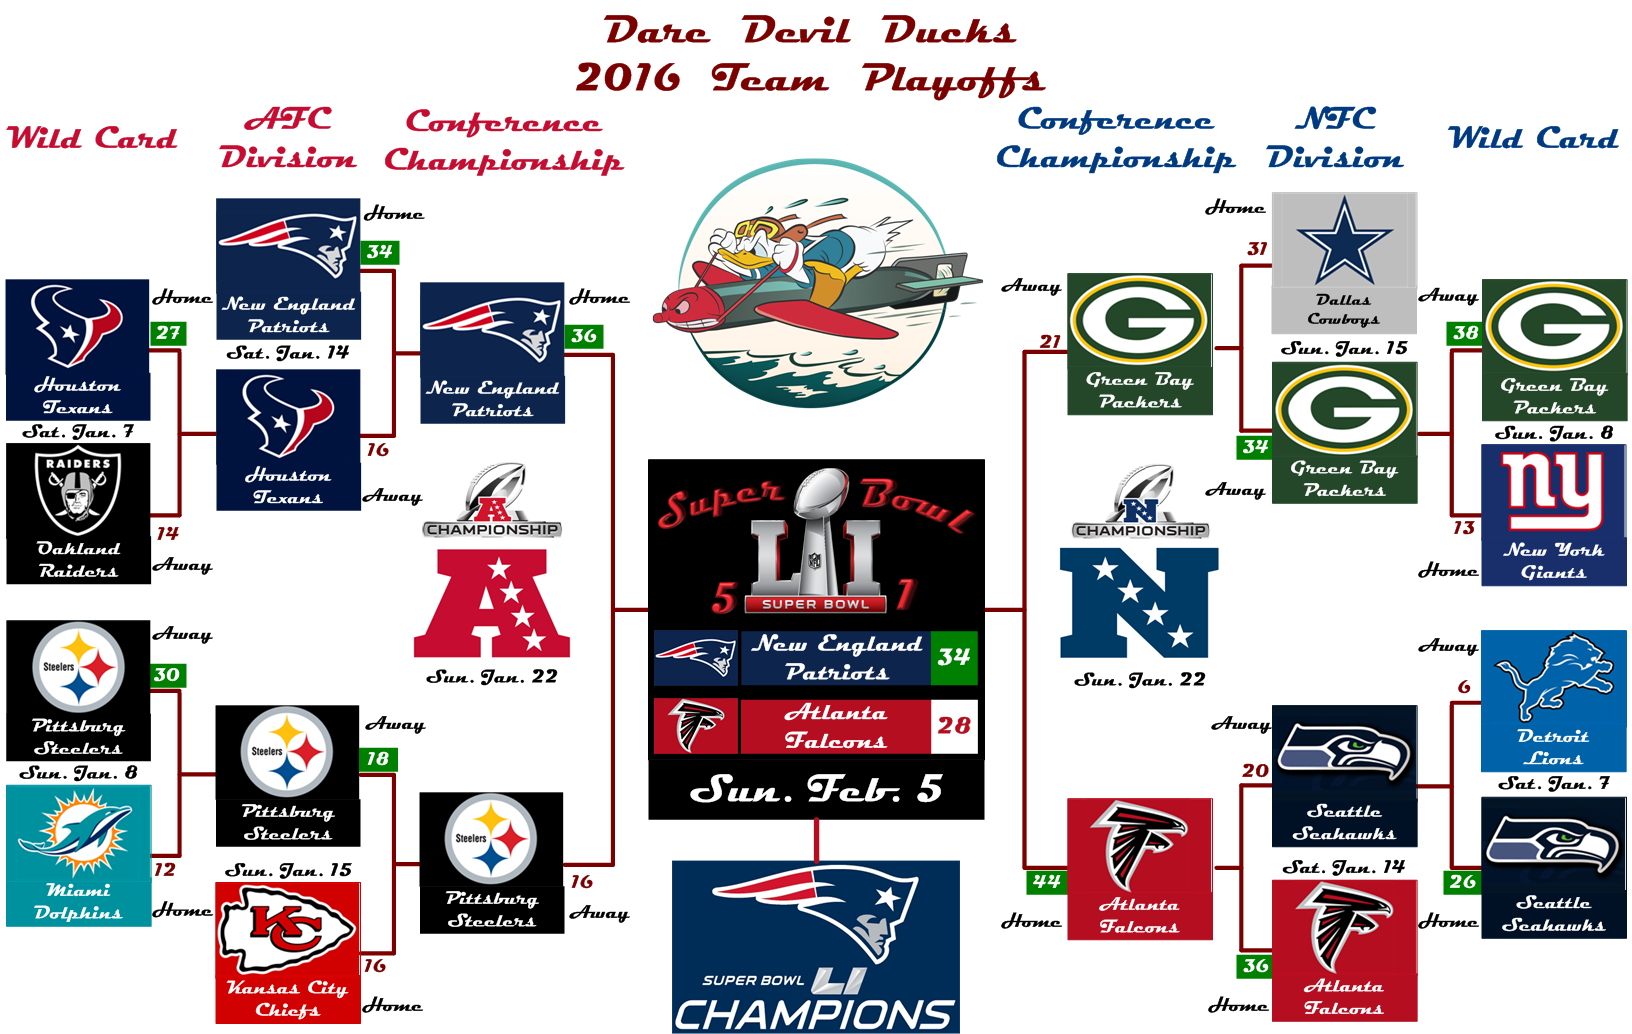 Dare Devil Ducks
2016 Team Playoffs
Wild Card
AFC
Division
Conference
Championship
Conference
Championship
NFC
Division
Wild Card
Home
27
Houston
Texans
Sat. Jan. 7
RAIDERS
14
Oakland
Raiders
Away
Away
Steelers
30
Pittsburg
Steelers
Sun. Jan. 8
12
Miami
Dolphins
Home
Home
34
New England
Patriots
Sat. Jan. 14
16
Houston
Texans
Away
Away
Steelers
18
Pittsburg
Steelers
Sun. Jan. 15
KC
16
Kansas City
Chiefs
Home
Home
36
New England
Patriots
A
CHAMPIONSHIP
A
Sun. Jan. 22
Steelers
16
Pittsburg
Steelers
Away
Super Bowl
LI
NFL
5 1
SUPER BOWL
New England
Patriots
34
Atlanta
Falcons
28
Sun. Feb. 5
SUPER BOWL LI
CHAMPIONS
Away
21
G
Green Bay
Packers
N
CHAMPIONSHIP
N
Sun. Jan. 22
44
Atlanta
Falcons
Home
Home
31
Dallas
Cowboys
Sun. Jan. 15
G
34
Green Bay
Packers
Away
Away
20
Seattle
Seahawks
Sat. Jan. 14
36
Atlanta
Falcons
Home
Away
38
G
Green Bay
Packers
Sun. Jan. 8
ny
13
New York
Giants
Home
Away
6
Detroit
Lions
Sat. Jan. 7
26
Seattle
Seahawks
Home